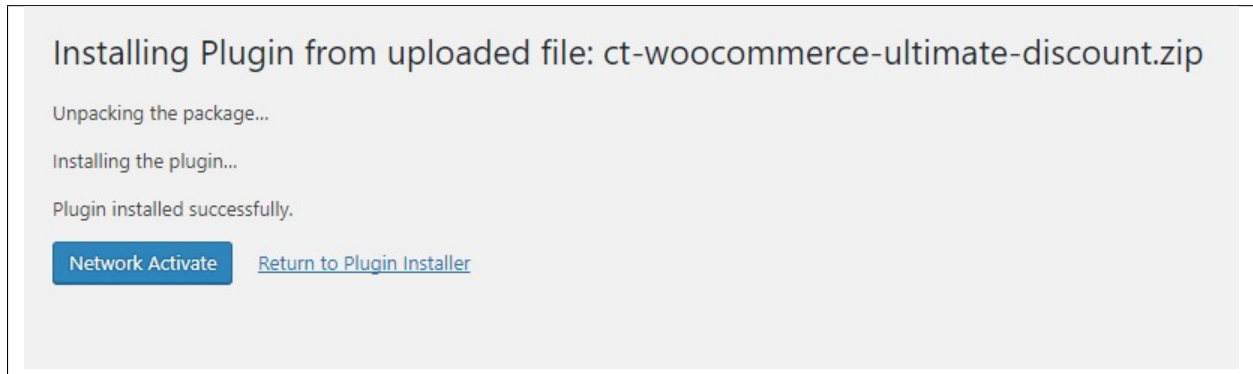 Installing Plugin from uploaded file: ct-woocommerce-ultimate-discount.zip
Unpacking the package...
Installing the plugin...
Plugin installed successfully.
Network Activate Return to Plugin Installer